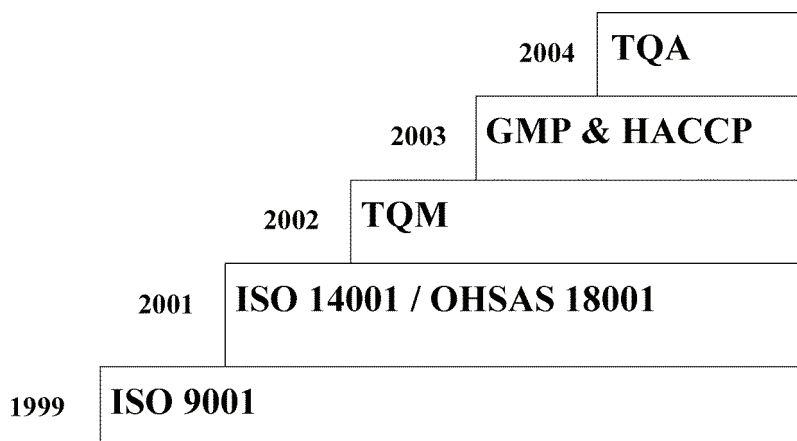 2004 TQA
2003 GMP & HACCP
2002 TQM
2001 ISO 14001 / OHSAS 18001
1999 ISO 9001